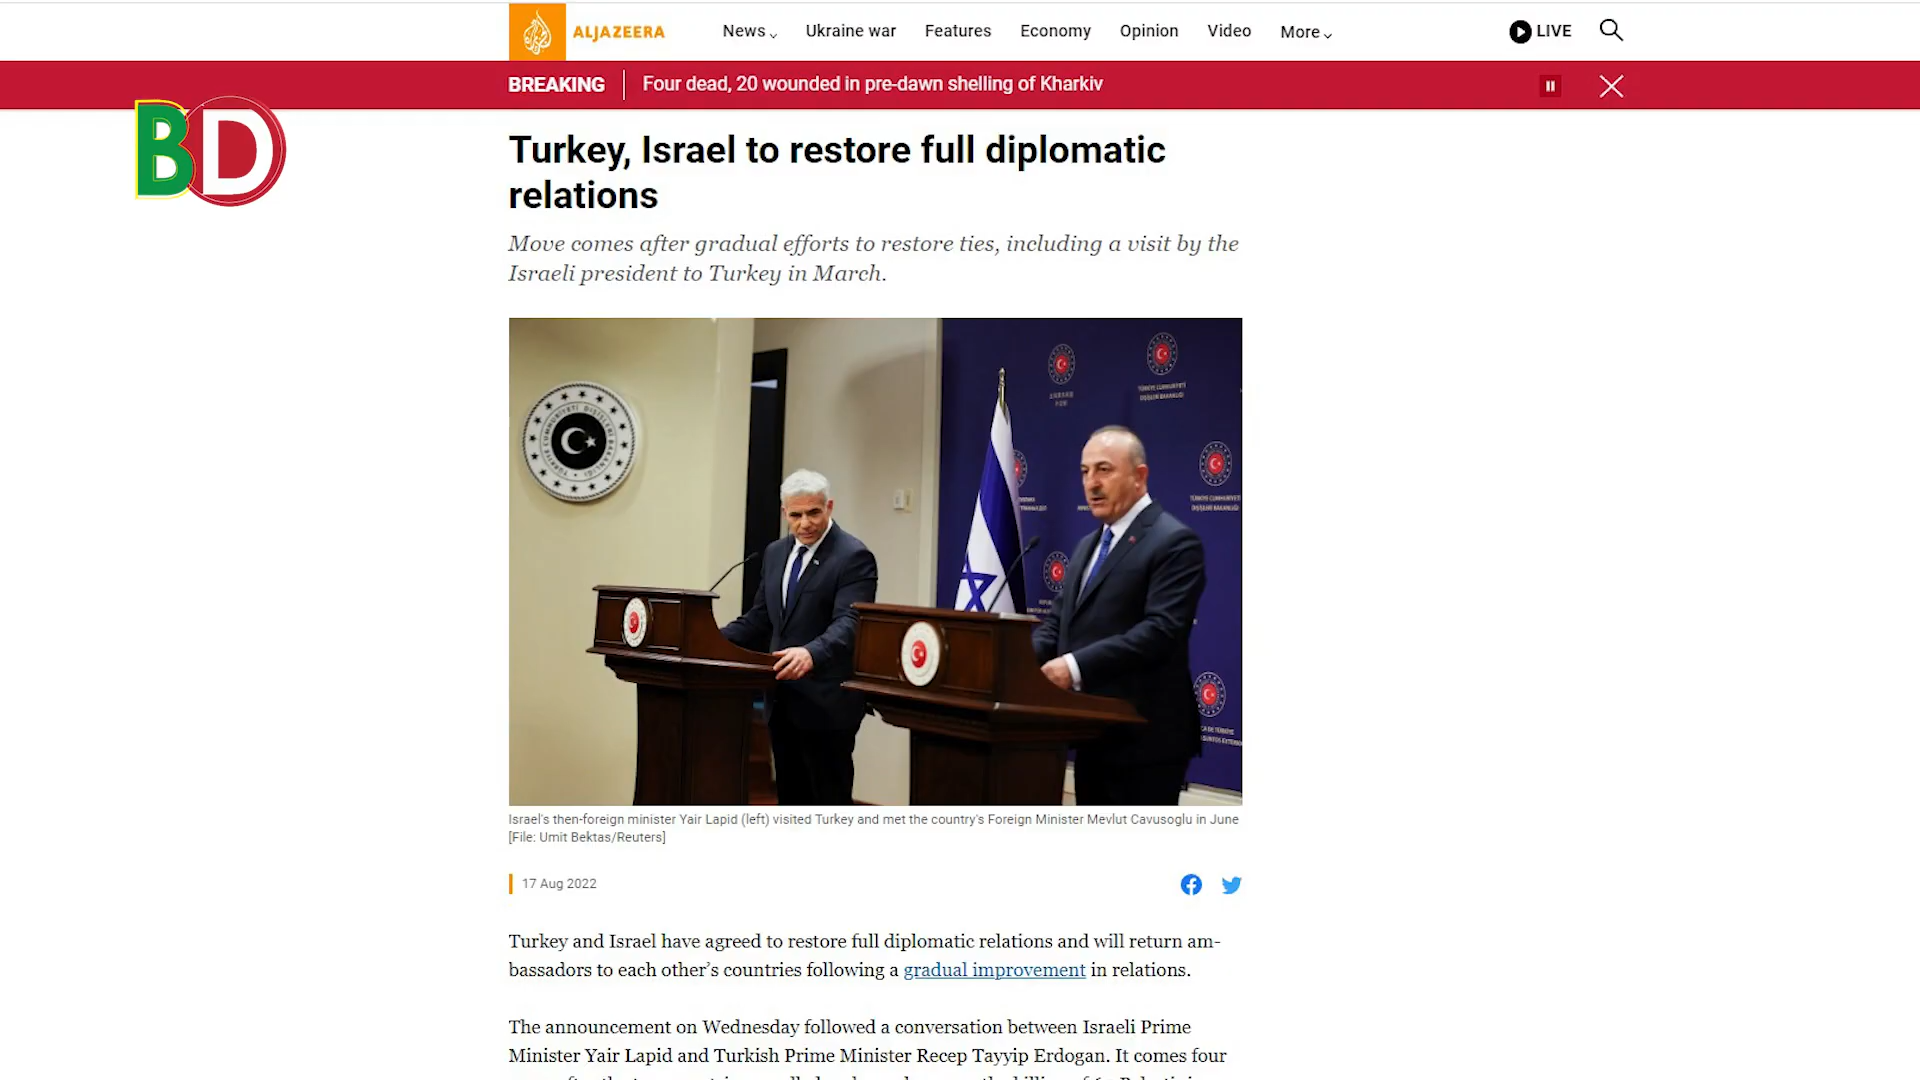 ALJAZEERA
News
Ukraine war
Features
Economy
Opinion
Video
More
LIVE
BREAKING
Four dead, 20 wounded in pre-dawn shelling of Kharkiv
BD
Turkey, Israel to restore full diplomatic
relations
Move comes after gradual efforts to restore ties, including a visit by the
Israeli president to Turkey in March.
Israel's then-foreign minister Yair Lapid (left) visited Turkey and met the country's Foreign Minister Mevlut Cavusoglu in June
[File: Umit Bektas/Reuters]
17 Aug 2022
Turkey and Israel have agreed to restore full diplomatic relations and will return am-
bassadors to each other's countries following a gradual improvement in relations.
The announcement on Wednesday followed a conversation between Israeli Prime
Minister Yair Lapid and Turkish Prime Minister Recep Tayyip Erdogan. It comes four